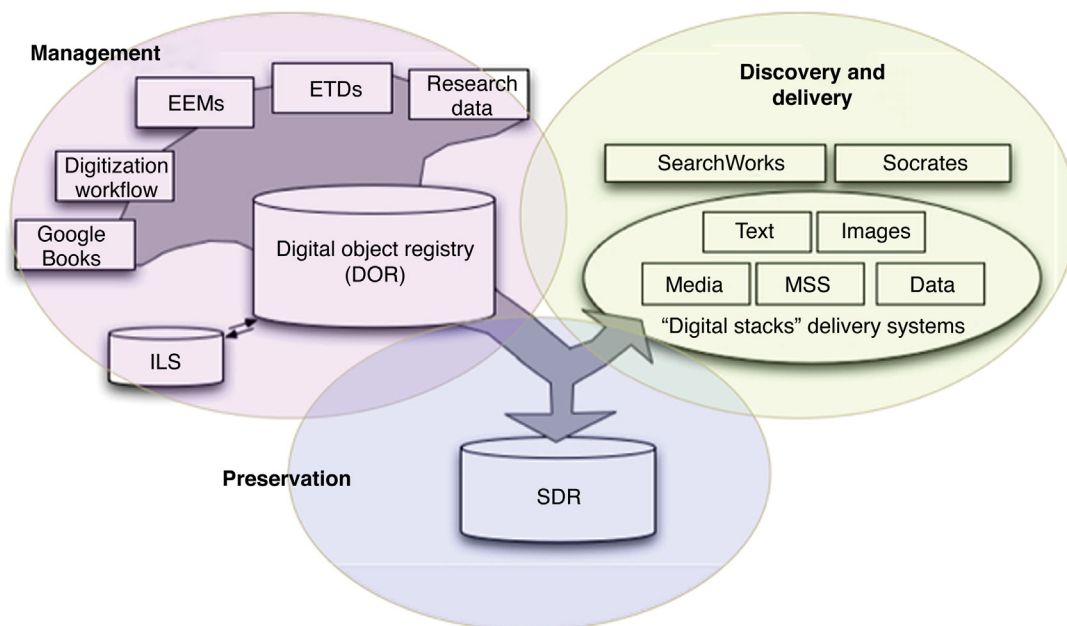 Management
EEMs
ETDs
Research
data
Digitization
workflow
Google
Books
Digital object registry
(DOR)
ILS
Discovery and
delivery
SearchWorks
Socrates
Text
Images
Media
MSS
Data
“Digital stacks” delivery systems
Preservation
SDR